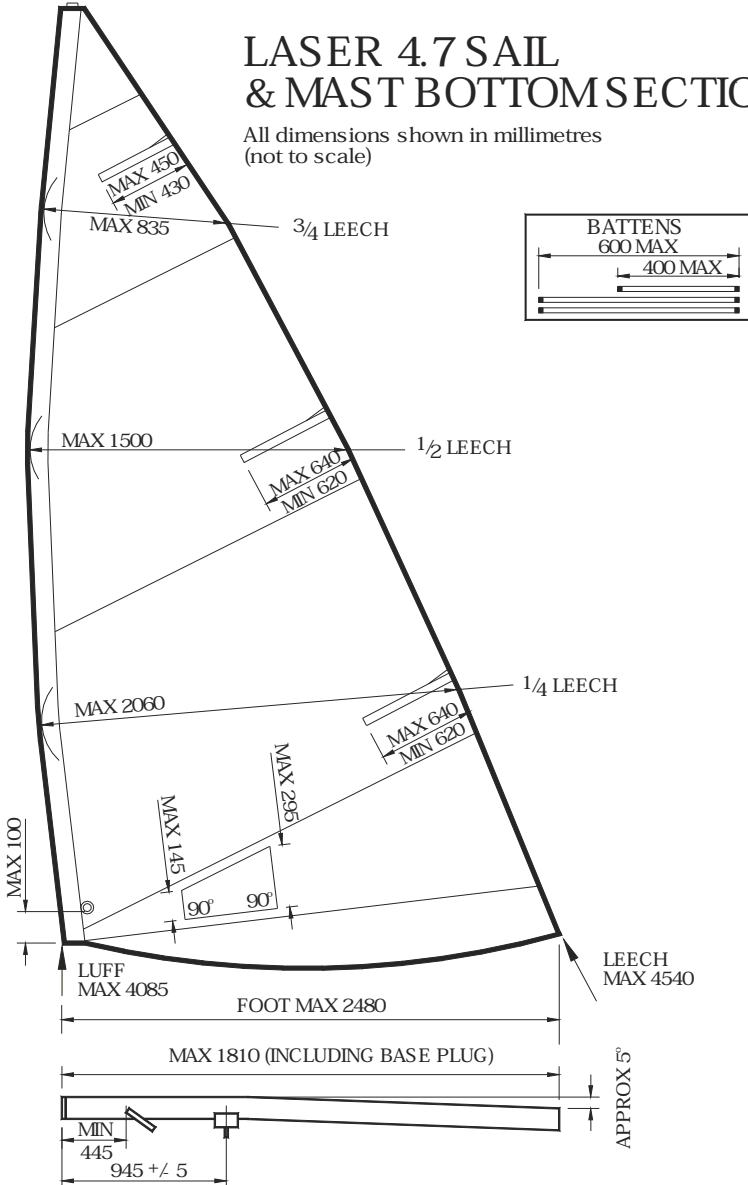 LASER 4.7 SAIL
& MAST BOTTOM SECTIO
All dimensions shown in millimetres
(not to scale)
MAX 450
MIN 430
MAX 835
3/4 LEECH
BATTENS
600 MAX
400 MAX
MAX 1500
1/2 LEECH
MAX 640
MIN 620
1/4 LEECH
MAX 2060
MAX 640
MIN 620
MAX 295
MAX 145
MAX 100
90°
90°
LUFF
MAX 4085
LEECH
MAX 4540
FOOT MAX 2480
MAX 1810 (INCLUDING BASE PLUG)
APPROX 5°
MIN
445
945 +/- 5